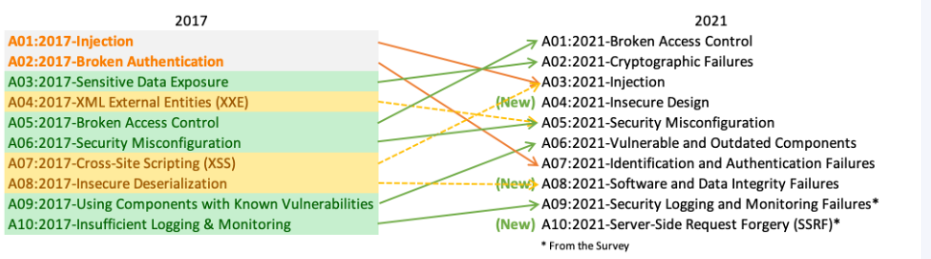 2017 2021
A01:2017-Injection A01:2021-Broken Access Control
A02:2017-Broken Authentication A02:2021-Cryptographic Failures
A03:2017-Sensitive Data Exposure A03:2021-Injection
A04:2017-XML External Entities (XXE) (New) A04:2021-Insecure Design
A05:2017-Broken Access Control A05:2021-Security Misconfiguration
A06:2017-Security Misconfiguration A06:2021-Vulnerable and Outdated Components
A07:2017-Cross-Site Scripting (XSS) A07:2021-Identification and Authentication Failures
A08:2017-Insecure Deserialization (New) A08:2021-Software and Data Integrity Failures
A09:2017-Using Components with Known Vulnerabilities A09:2021-Security Logging and Monitoring Failures*
A10:2017-Insufficient Logging & Monitoring (New) A10:2021-Server-Side Request Forgery (SSRF)*
* From the Survey